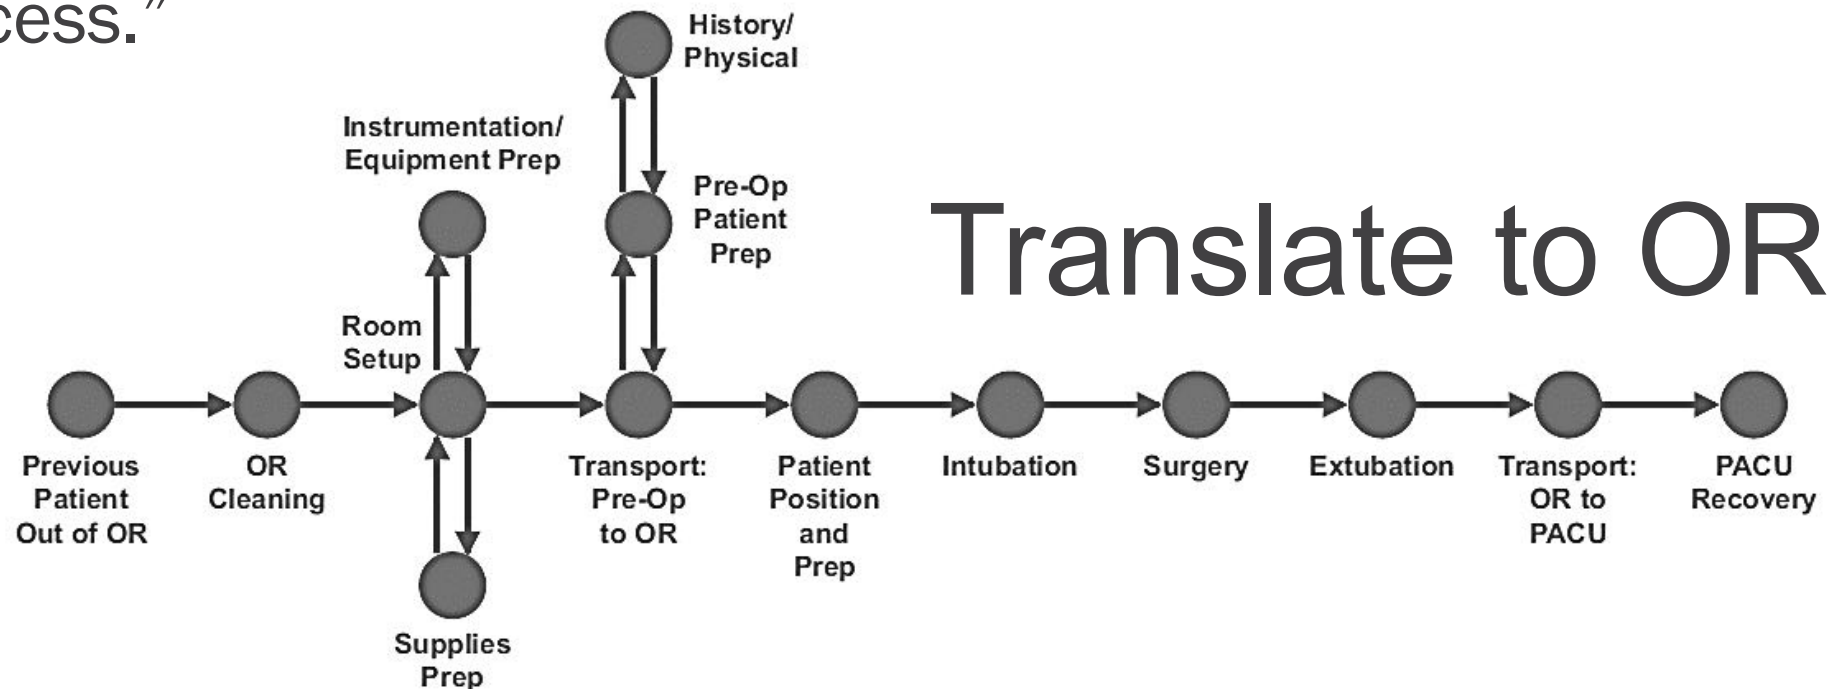 cess."
History/
Physical
Instrumentation/
Equipment Prep
Pre-Op
Patient
Prep
Translate to OR
Room
Setup
Previous
Patient
Out of OR
OR
Cleaning
Transport:
Pre-Op
to OR
Patient
Position
and
Prep
Intubation
Surgery
Extubation
Transport:
OR to
PACU
PACU
Recovery
Supplies
Prep